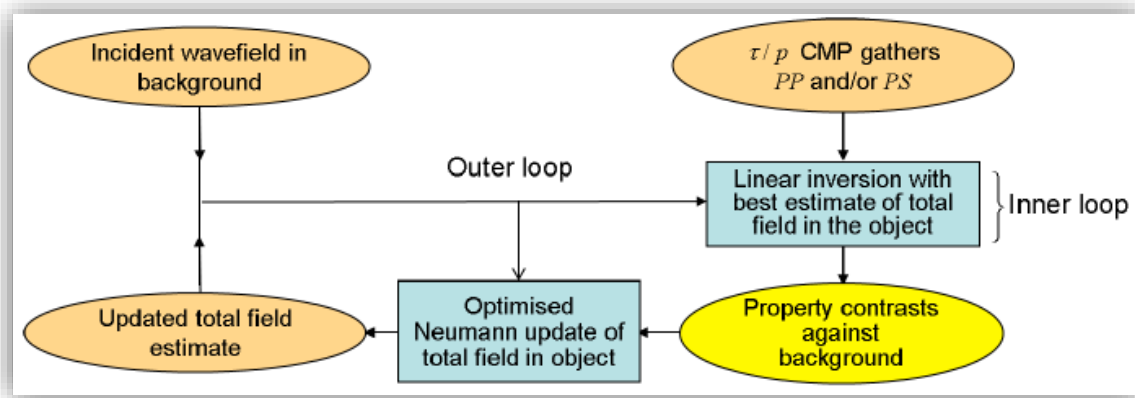 Incident wavefield in
background
τ / p CMP gathers
PP and/or PS
Outer loop
Linear inversion with
best estimate of total
field in the object
Inner loop
Updated total field
estimate
Optimised
Neumann update of
total field in object
Property contrasts
against
background